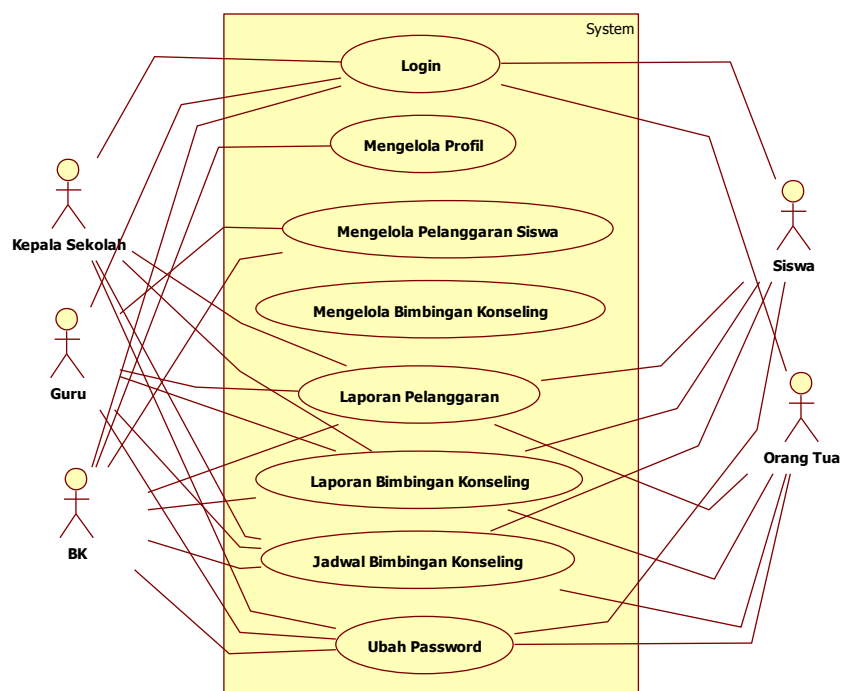 System
Login
Mengelola Profil
Kepala Sekolah
Mengelola Pelanggaran Siswa
Siswa
Mengelola Bimbingan Konseling
Guru
Laporan Pelanggaran
Orang Tua
Laporan Bimbingan Konseling
BK
Jadwal Bimbingan Konseling
Ubah Password